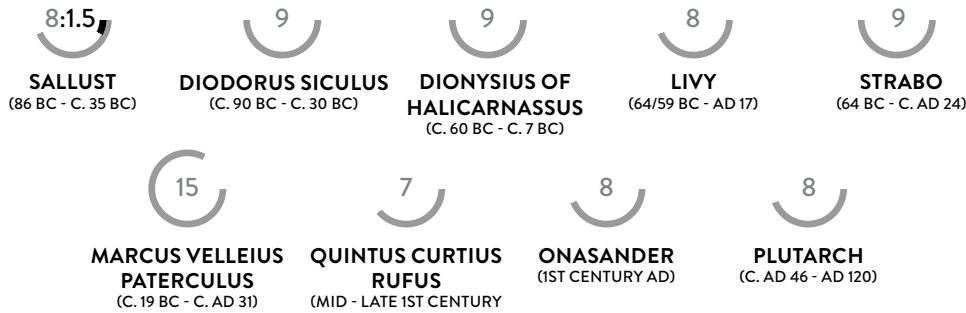 8:1.5 9 9 8 9
SALLUST DIODORUS SICULUS DIONYSIUS OF LIVY STRABO
(86 BC - C. 35 BC) (C. 90 BC - C. 30 BC) HALICARNASSUS (64/59 BC - AD 17) (64 BC - C. AD 24)
(C. 60 BC - C. 7 BC)
15 7 8 8
MARCUS VELLEIUS QUINTUS CURTIUS ONASANDER PLUTARCH
PATERCULUS RUFUS (1ST CENTURY AD) (C. AD 46 - AD 120)
(C. 19 BC - C. AD 31) (MID - LATE 1ST CENTURY